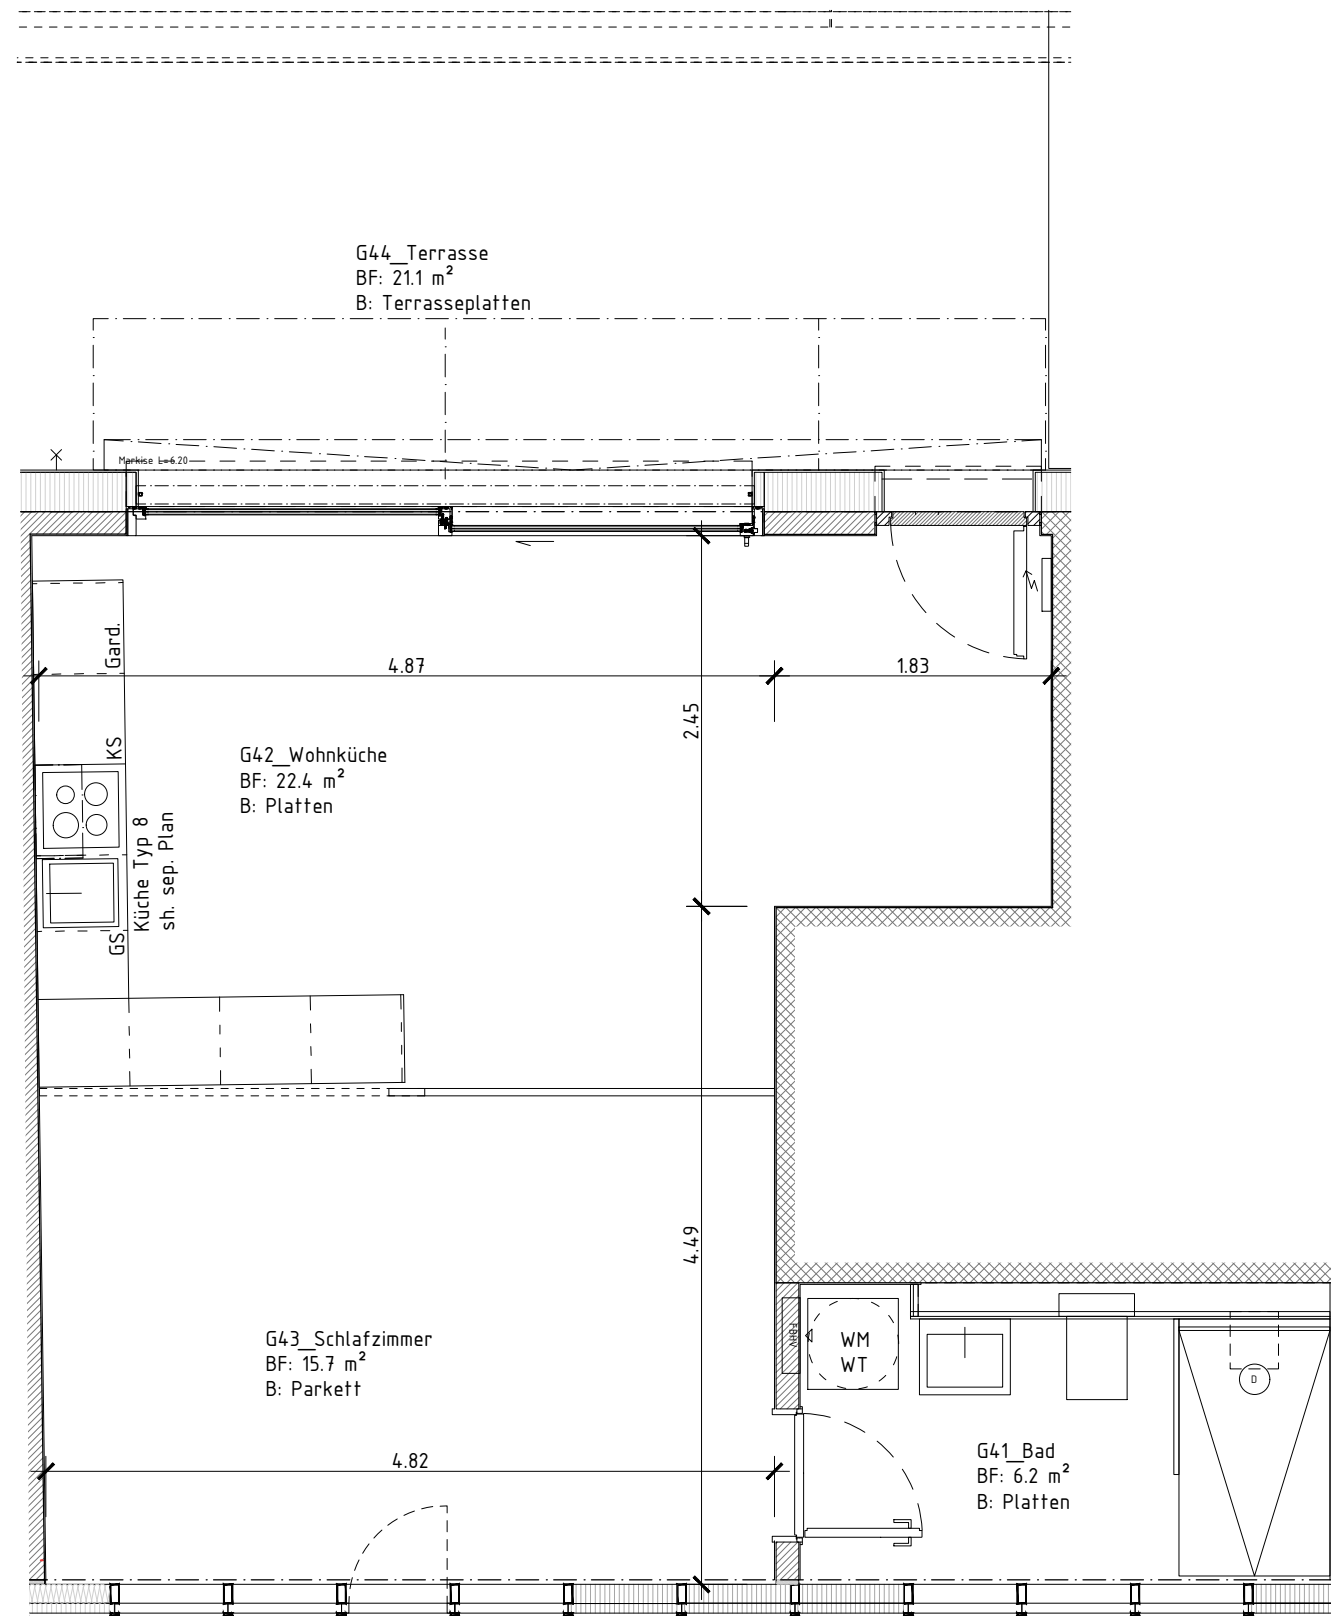 G44_Terrasse
BF: 21.1 m²
B: Terrasseplatten
Markise L=6.20
Gard.
4.87
1.83
2.45
KS
G42_Wohnküche
BF: 22.4 m²
B: Platten
Küche Typ 8
sh. sep. Plan
GS
4.49
G43_Schlafzimmer
BF: 15.7 m²
B: Parkett
FBHV
WM
WT
D
4.82
G41_Bad
BF: 6.2 m²
B: Platten